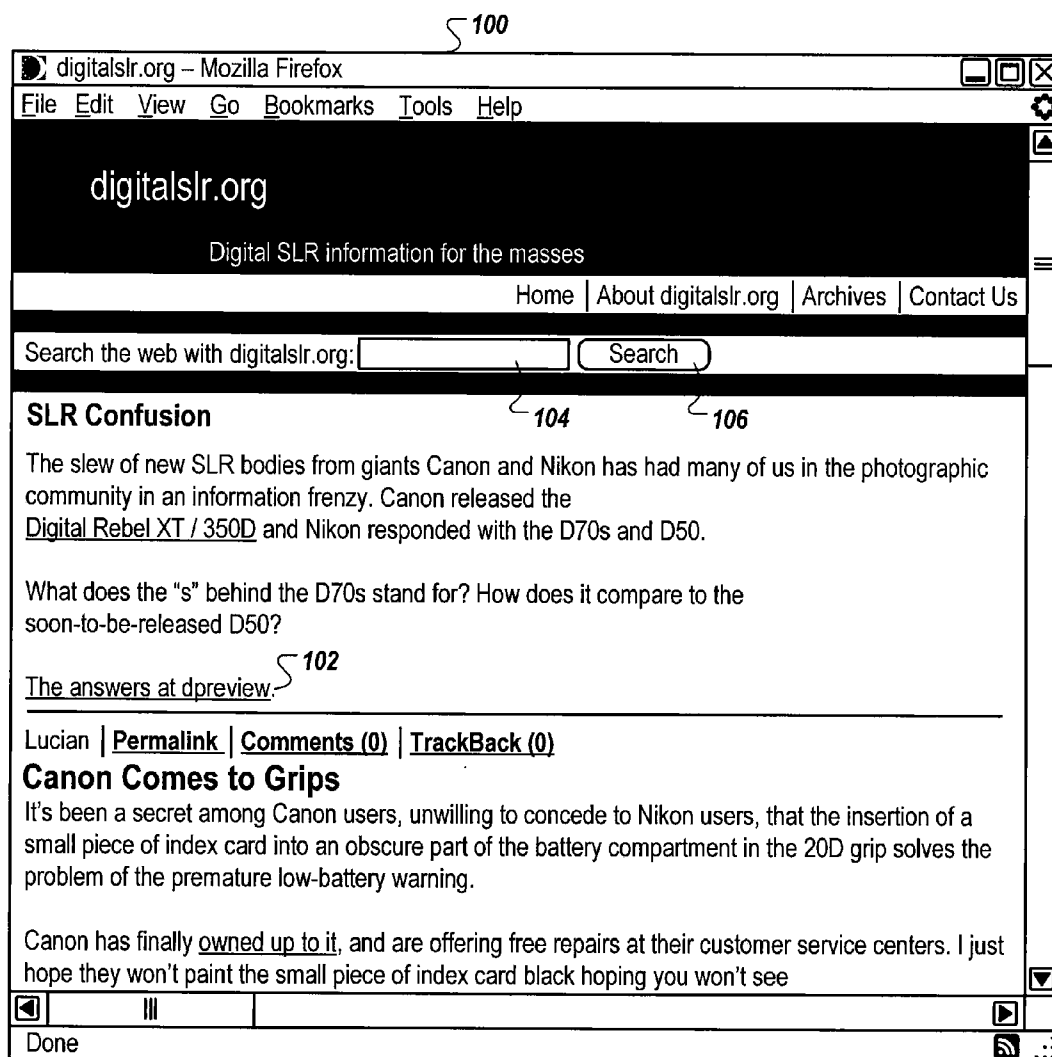 100
digitalslr.org – Mozilla Firefox
File Edit View Go Bookmarks Tools Help
digitalslr.org
Digital SLR information for the masses
Home | About digitalslr.org | Archives | Contact Us
Search the web with digitalslr.org: Search
104 106
SLR Confusion
The slew of new SLR bodies from giants Canon and Nikon has had many of us in the photographic
community in an information frenzy. Canon released the
Digital Rebel XT / 350D and Nikon responded with the D70s and D50.
What does the "s" behind the D70s stand for? How does it compare to the
soon-to-be-released D50?
102
The answers at dpreview.
Lucian | Permalink | Comments (0) | TrackBack (0)
Canon Comes to Grips
It's been a secret among Canon users, unwilling to concede to Nikon users, that the insertion of a
small piece of index card into an obscure part of the battery compartment in the 20D grip solves the
problem of the premature low-battery warning.
Canon has finally owned up to it, and are offering free repairs at their customer service centers. I just
hope they won't paint the small piece of index card black hoping you won't see
Done